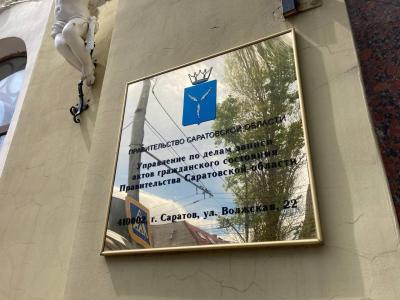 ПРАВИТЕЛЬСТВО САРАТОВСКОЙ ОБЛАСТИ
Управление по делам записи
актов гражданского состояния
Правительства Саратовской области
410002, г. Саратов, ул. Волжская, 22